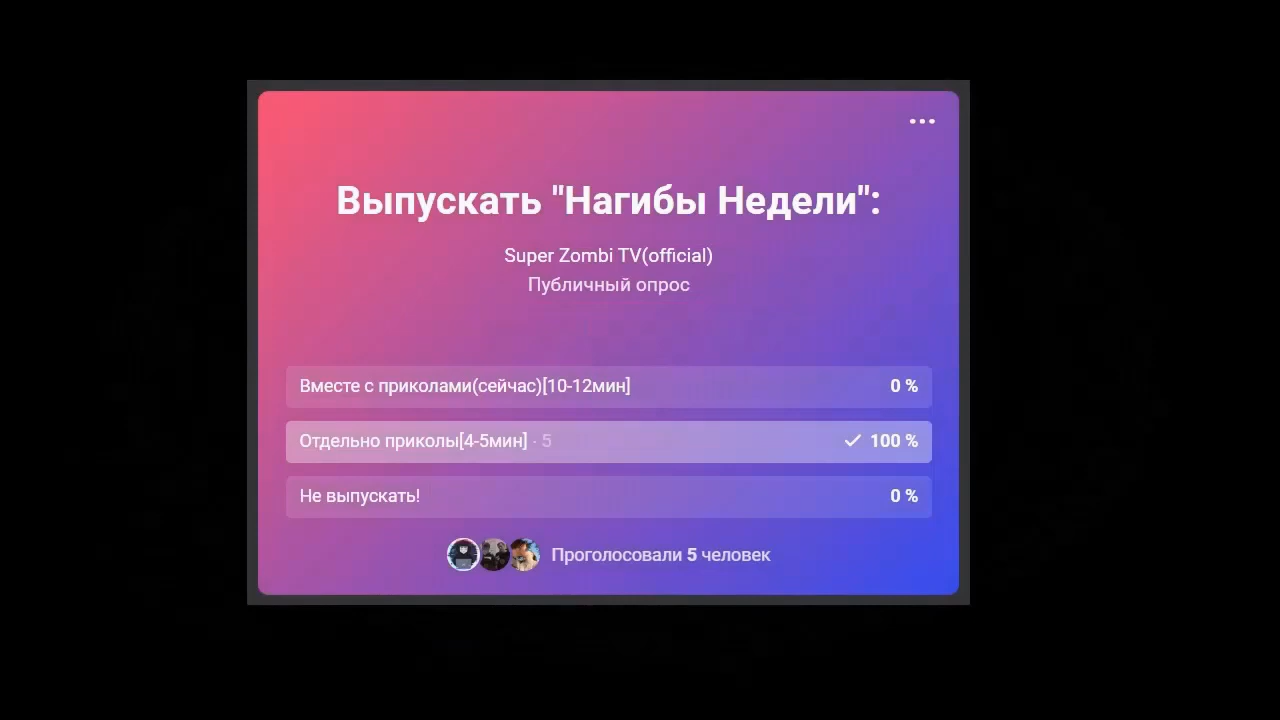 Выпускать "Нагибы Недели":
Super Zombi TV(official)
Публичный опрос
Вместе с приколами(сейчас)[10-12мин] 0 %
Отдельно приколы[4-5мин] · 5 100 %
Не выпускать! 0 %
Проголосовали 5 человек